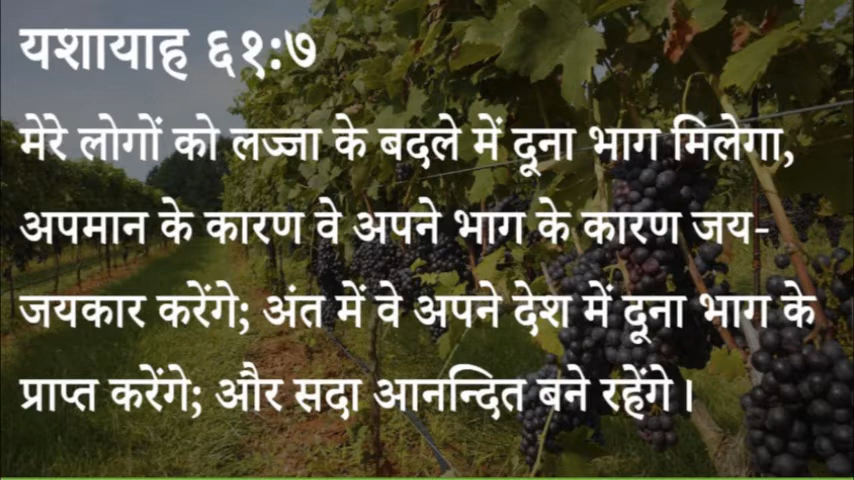 यशायाह ६१:७
मेरे लोगों को लज्जा के बदले में दूना भाग मिलेगा,
अपमान के कारण वे अपने भाग के कारण जय-
जयकार करेंगे; अंत में वे अपने देश में दूना भाग के
प्राप्त करेंगे; और सदा आनन्दित बने रहेंगे।